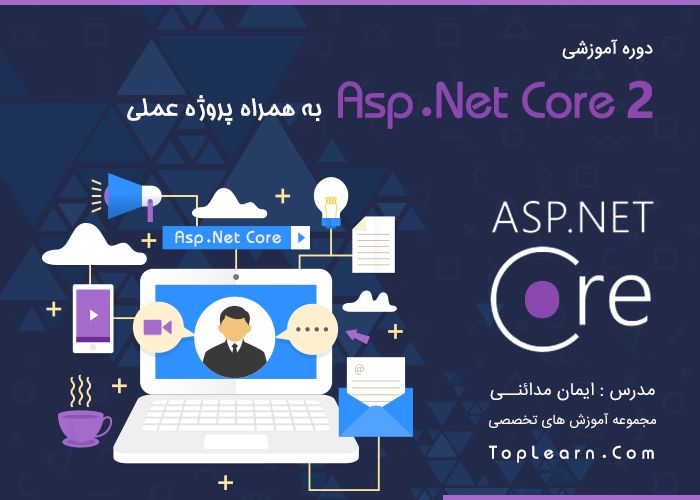 دوره آموزشی
Asp.Net Core 2 به همراه پروژه عملی
Asp.Net Core
ASP.NET
Core
@
مدرس : ایمان مدائنــی
مجموعه آموزش های تخصصی
TopLearn.Com